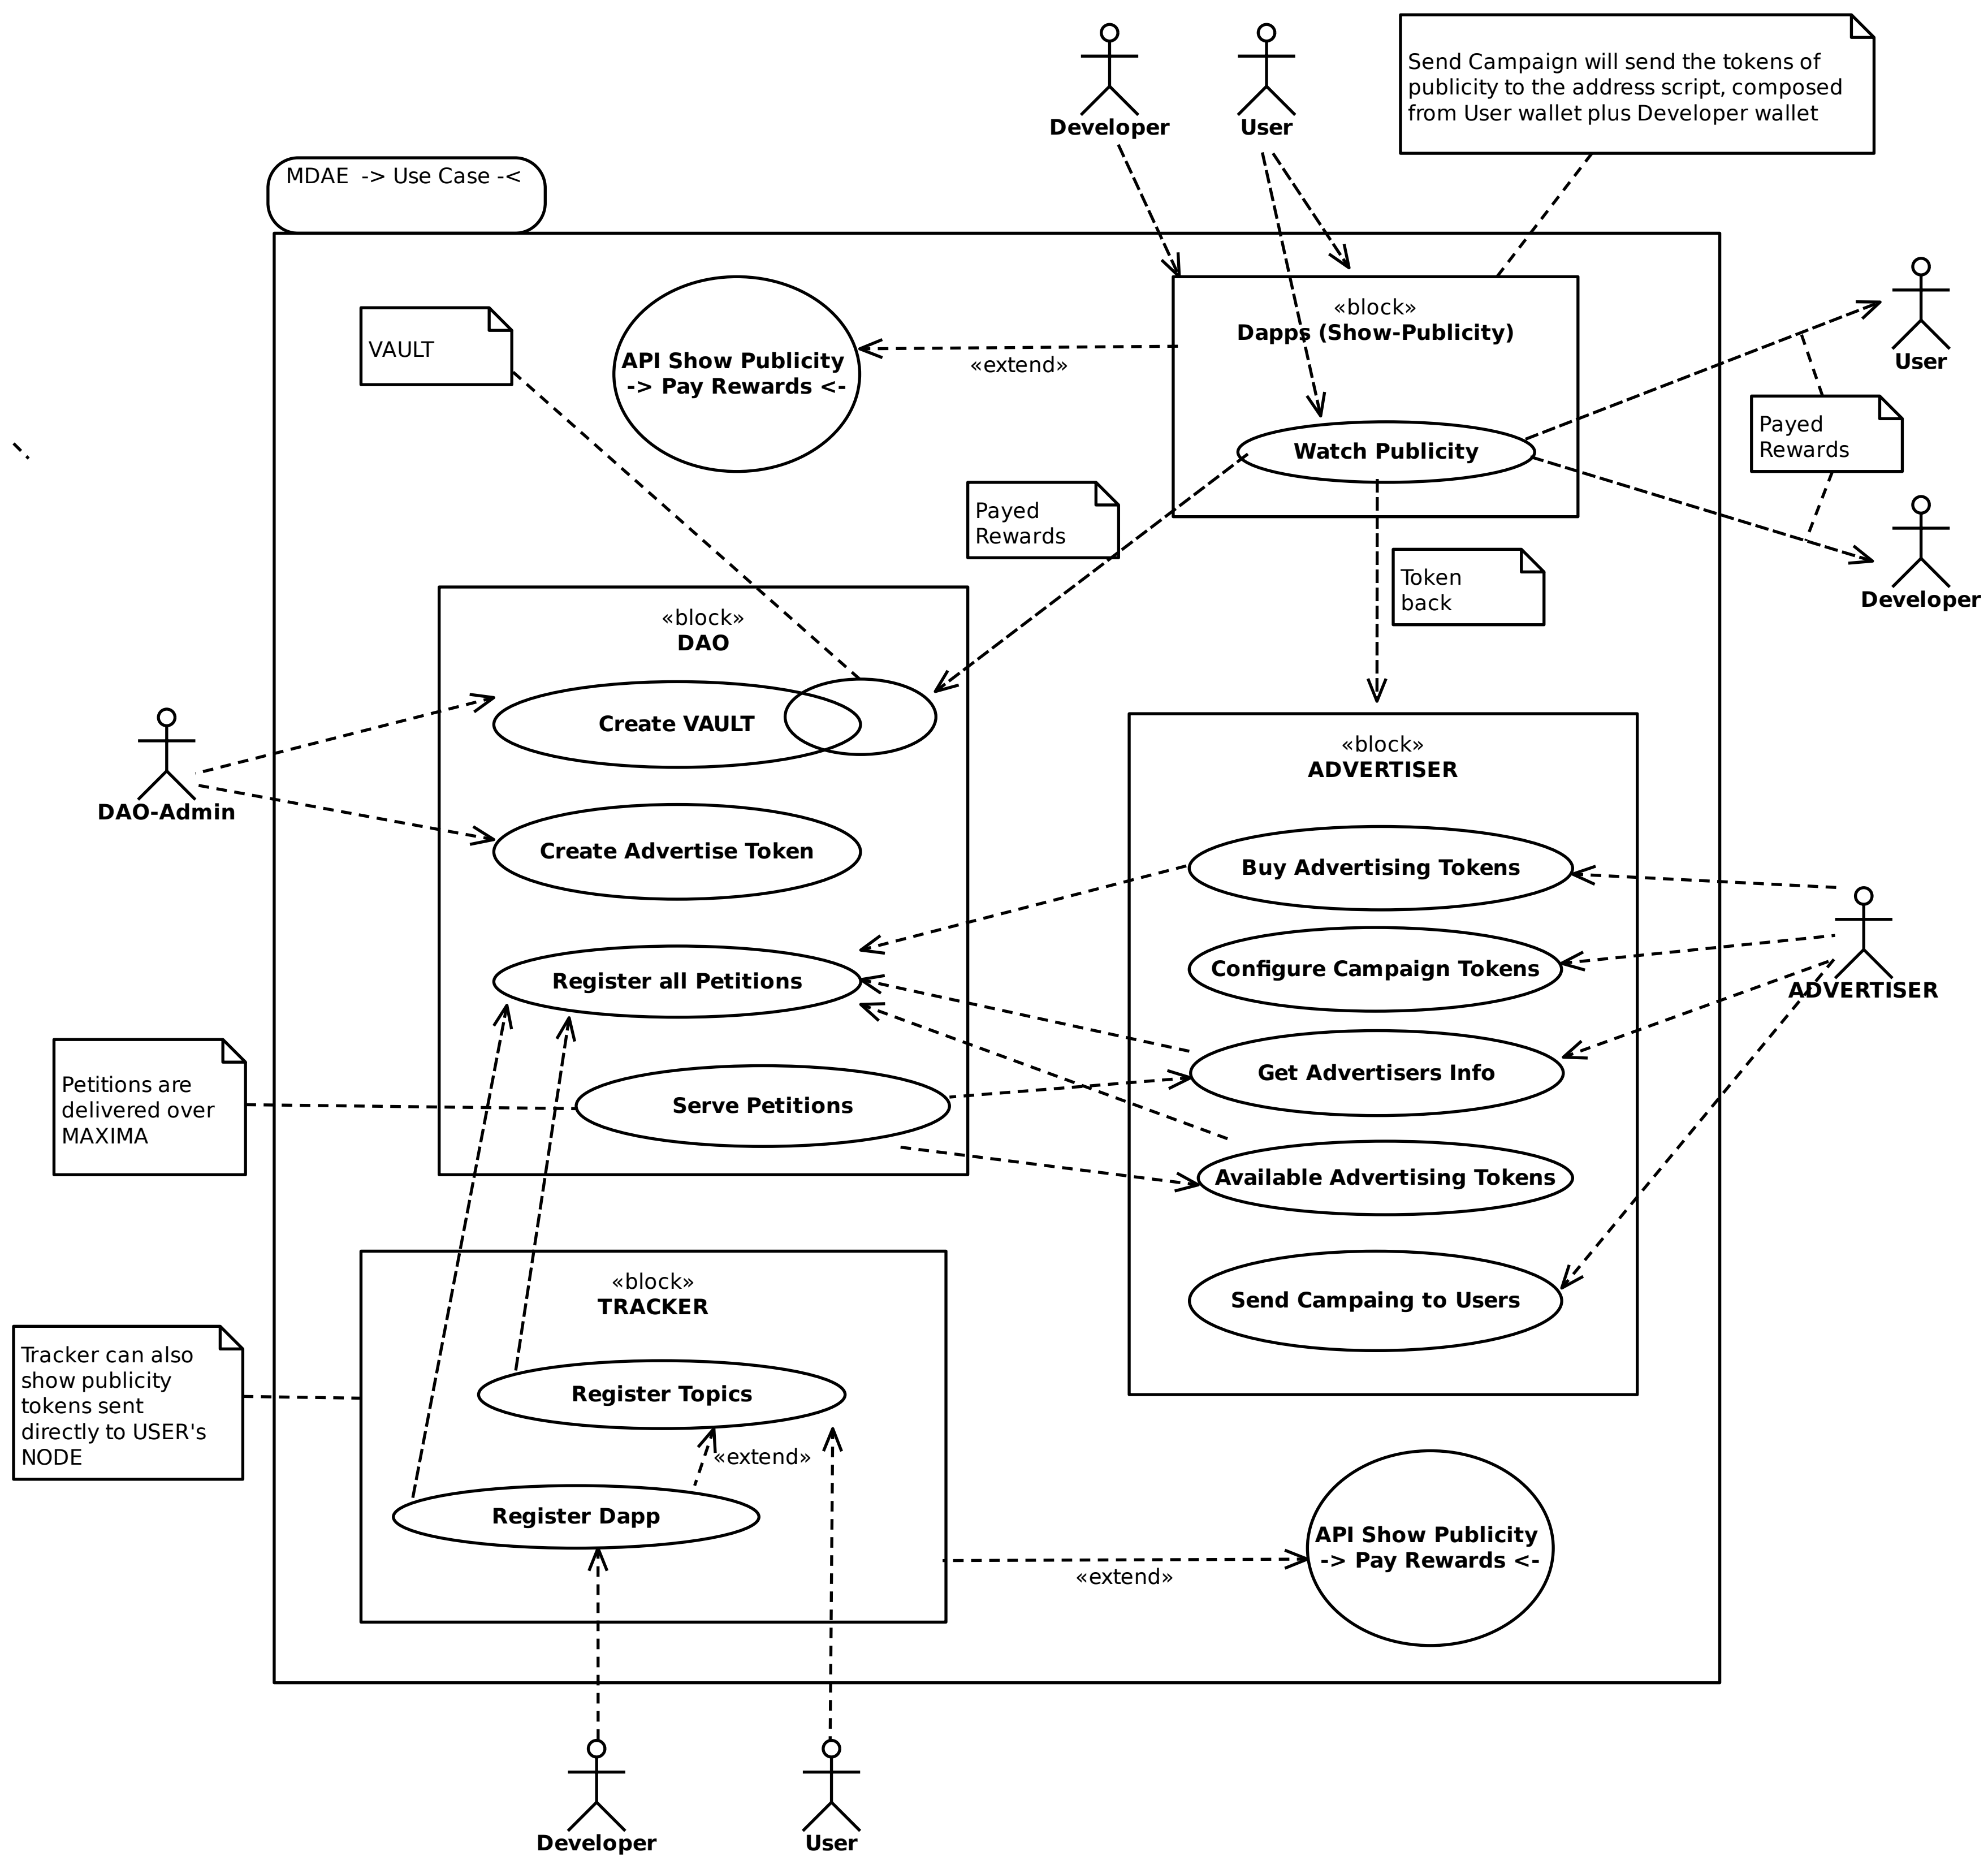 Developer
User
Send Campaign will send the tokens of
publicity to the address script, composed
from User wallet plus Developer wallet
MDAE  -> Use Case -<
«block»
Dapps (Show-Publicity)
VAULT
API Show Publicity
-> Pay Rewards <-
«extend»
User
Payed
Rewards
Watch Publicity
Payed
Rewards
Token
back
Developer
«block»
DAO
Create VAULT
«block»
ADVERTISER
DAO-Admin
Create Advertise Token
Buy Advertising Tokens
Register all Petitions
Configure Campaign Tokens
ADVERTISER
Petitions are
delivered over
MAXIMA
Serve Petitions
Get Advertisers Info
Available Advertising Tokens
«block»
TRACKER
Send Campaing to Users
Tracker can also
show publicity
tokens sent
directly to USER's
NODE
Register Topics
«extend»
Register Dapp
API Show Publicity
-> Pay Rewards <-
«extend»
Developer
User